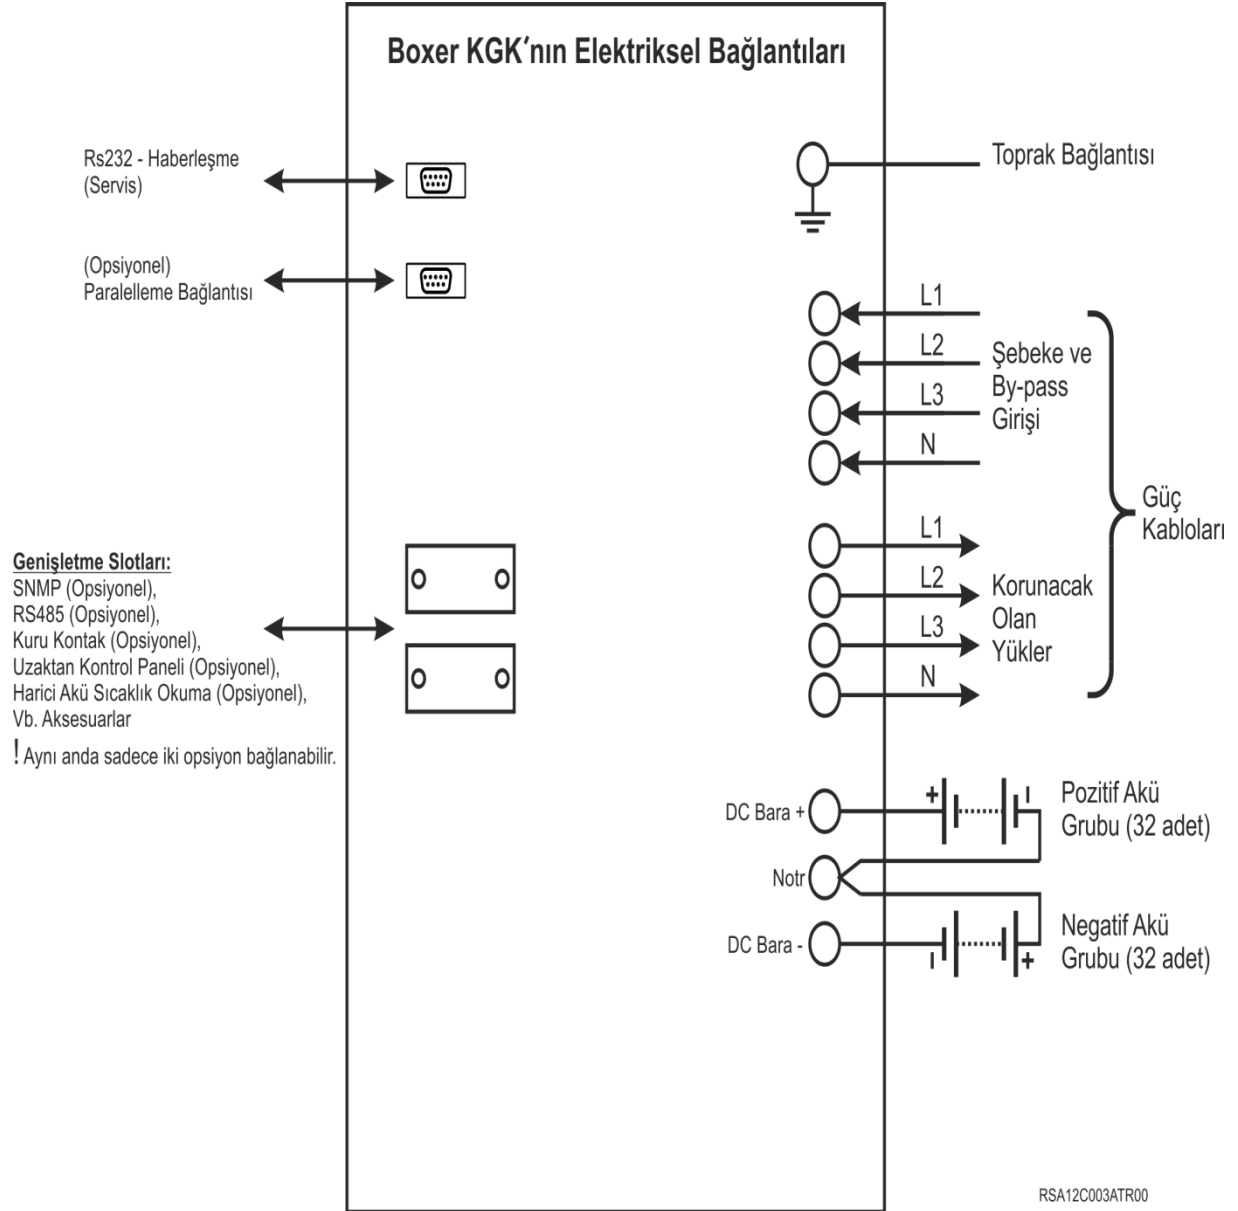 Boxer KGK'nın Elektriksel Bağlantıları
Rs232 - Haberleşme
(Servis)
(Opsiyonel)
Paralelleme Bağlantısı
Genişletme Slotları:
SNMP (Opsiyonel),
RS485 (Opsiyonel),
Kuru Kontak (Opsiyonel),
Uzaktan Kontrol Paneli (Opsiyonel),
Harici Akü Sıcaklık Okuma (Opsiyonel),
Vb. Aksesuarlar
! Aynı anda sadece iki opsiyon bağlanabilir.
Toprak Bağlantısı
L1
L2
L3
N
Şebeke ve
By-pass
Girişi
L1
L2
L3
N
Korunacak
Olan
Yükler
Güç
Kabloları
DC Bara +
+
-
Pozitif Akü
Grubu (32 adet)
Notr
DC Bara -
-
+
Negatif Akü
Grubu (32 adet)
RSA12C003ATR00